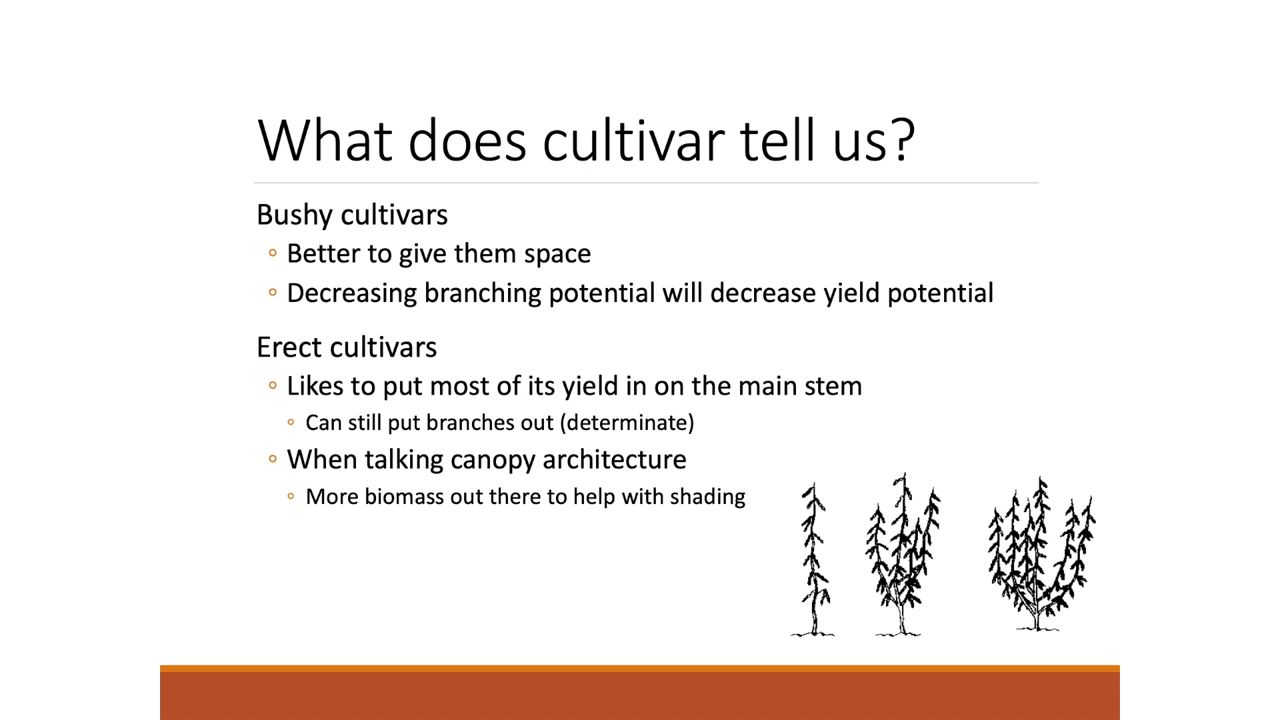 What does cultivar tell us?
Bushy cultivars
◦ Better to give them space
◦ Decreasing branching potential will decrease yield potential
Erect cultivars
◦ Likes to put most of its yield in on the main stem
◦ Can still put branches out (determinate)
◦ When talking canopy architecture
◦ More biomass out there to help with shading